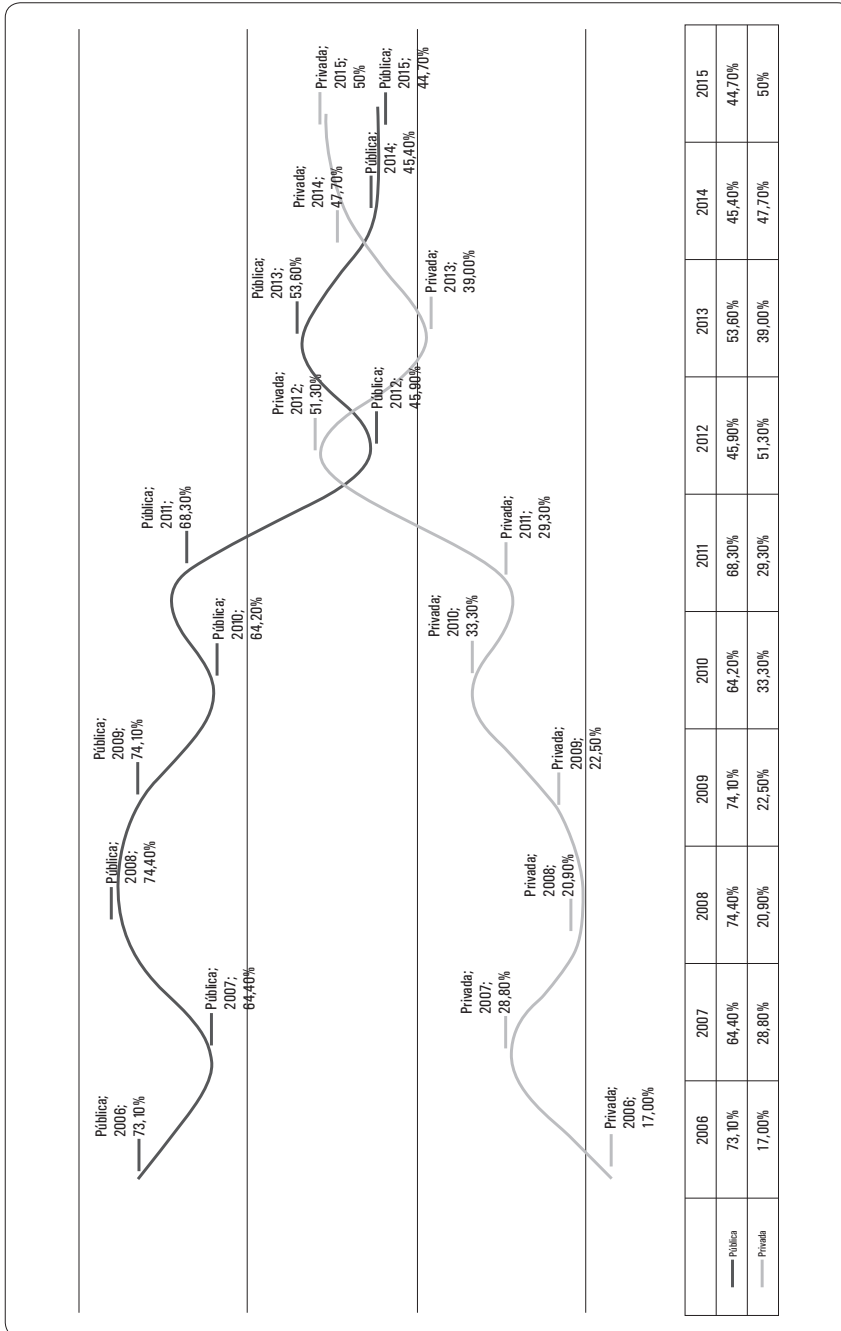 Pública;
2006;
73,10%
Pública;
2007;
64,40%
Pública;
2008;
74,40%
Pública;
2009;
74,10%
Pública;
2010;
64,20%
Pública;
2011;
68,30%
Pública;
2012;
45,90%
Pública;
2013;
53,60%
Pública;
2014;
45,40%
Pública;
2015;
44,70%
Privada;
2006;
17,00%
Privada;
2007;
28,80%
Privada;
2008;
20,90%
Privada;
2009;
22,50%
Privada;
2010;
33,30%
Privada;
2011;
29,30%
Privada;
2012;
51,30%
Privada;
2013;
39,00%
Privada;
2014;
47,70%
Privada;
2015;
50%
2006 2007 2008 2009 2010 2011 2012 2013 2014 2015
Pública 73,10% 64,40% 74,40% 74,10% 64,20% 68,30% 45,90% 53,60% 45,40% 44,70%
Privada 17,00% 28,80% 20,90% 22,50% 33,30% 29,30% 51,30% 39,00% 47,70% 50%